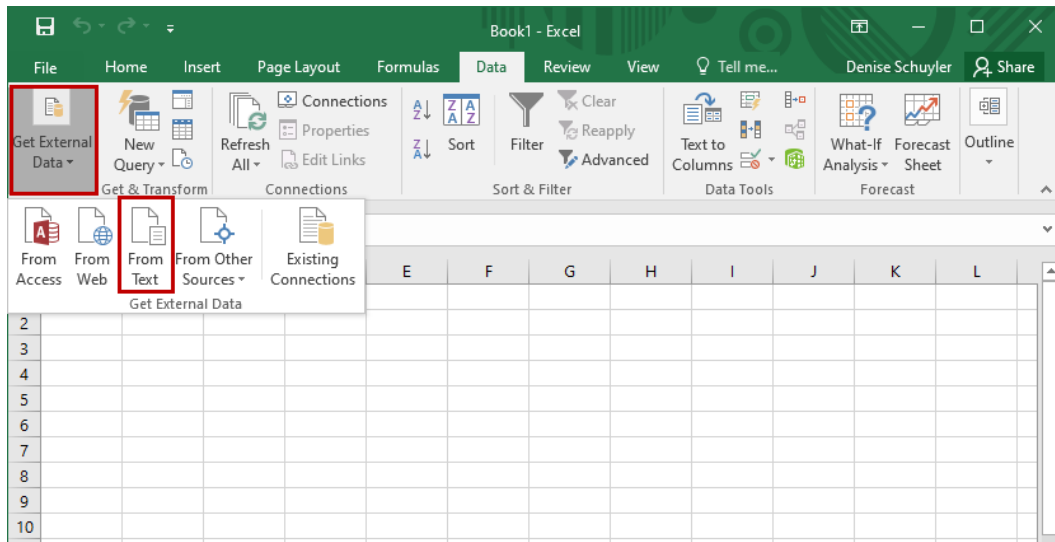 Book1 - Excel
File Home Insert Page Layout Formulas Data Review View Tell me... Denise Schuyler Share
Get External Data
New Query
Get & Transform
Refresh All
Connections
Properties
Edit Links
Connections
A Z
Z A
Z A
A Z
Sort
Filter
Clear
Reapply
Advanced
Sort & Filter
Text to Columns
Data Tools
What-If Analysis
Forecast Sheet
Forecast
Outline
From Access
From Web
From Text
From Other Sources
Existing Connections
Get External Data
E F G H I J K L
2
3
4
5
6
7
8
9
10